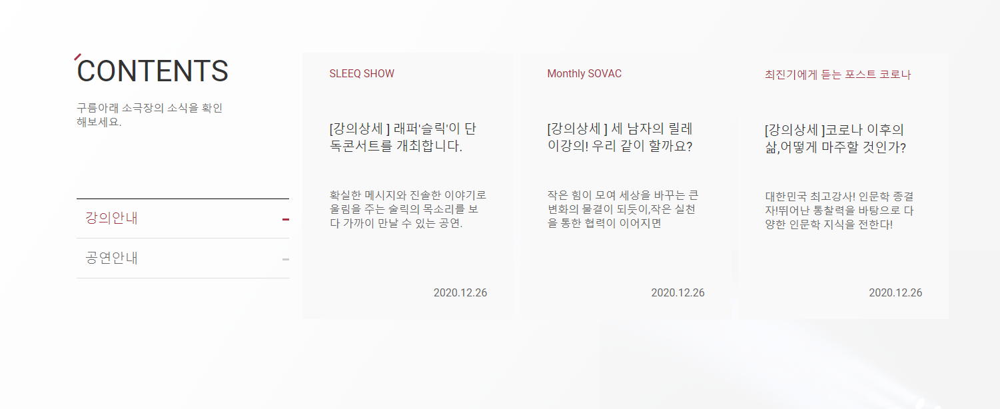 CONTENTS
구름아래 소극장의 소식을 확인
해보세요.
강의안내
공연안내
SLEEQ SHOW
[강의상세 ] 래퍼'슬릭'이 단
독콘서트를 개최합니다.
확실한 메시지와 진솔한 이야기로
울림을 주는 술릭의 목소리를 보
다 가까이 만날 수 있는 공연.
2020.12.26
Monthly SOVAC
[강의상세 ] 세 남자의 릴레
이강의! 우리 같이 할까요?
작은 힘이 모여 세상을 바꾸는 큰
변화의 물결이 되듯이,작은 실천
을 통한 협력이 이어지면
2020.12.26
최진기에게 듣는 포스트 코로나
[강의상세 ]코로나 이후의
삶,어떻게 마주할 것인가?
대한민국 최고강사! 인문학 종결
자!뛰어난 통찰력을 바탕으로 다
양한 인문학 지식을 전한다!
2020.12.26